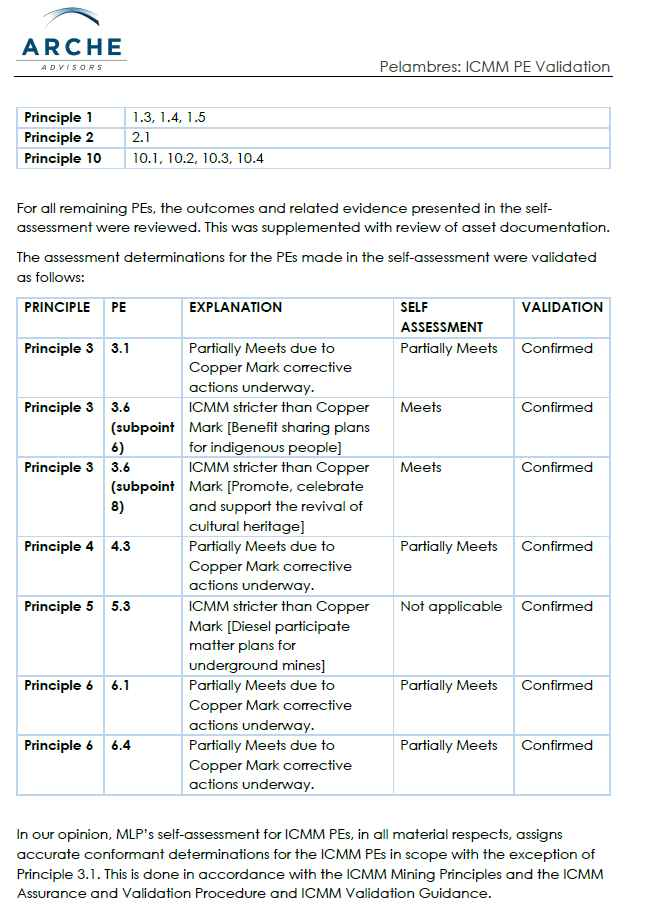 ARCHE
ADVISORS
Pelambres: ICMM PE Validation
Principle 1 1.3, 1.4, 1.5
Principle 2 2.1
Principle 10 10.1, 10.2, 10.3, 10.4
For all remaining PEs, the outcomes and related evidence presented in the self-
assessment were reviewed. This was supplemented with review of asset documentation.
The assessment determinations for the PEs made in the self-assessment were validated
as follows:
PRINCIPLE PE EXPLANATION SELF VALIDATION
ASSESSMENT
Principle 3 3.1 Partially Meets due to Partially Meets Confirmed
Copper Mark corrective
actions underway.
Principle 3 3.6 ICMM stricter than Copper Meets Confirmed
(subpoint Mark [Benefit sharing plans
6) for indigenous people]
Principle 3 3.6 ICMM stricter than Copper Meets Confirmed
(subpoint Mark [Promote, celebrate
8) and support the revival of
cultural heritage]
Principle 4 4.3 Partially Meets due to Partially Meets Confirmed
Copper Mark corrective
actions underway.
Principle 5 5.3 ICMM stricter than Copper Not applicable Confirmed
Mark [Diesel participate
matter plans for
underground mines]
Principle 6 6.1 Partially Meets due to Partially Meets Confirmed
Copper Mark corrective
actions underway.
Principle 6 6.4 Partially Meets due to Partially Meets Confirmed
Copper Mark corrective
actions underway.
In our opinion, MLP's self-assessment for ICMM PEs, in all material respects, assigns
accurate conformant determinations for the ICMM PEs in scope with the exception of
Principle 3.1. This is done in accordance with the ICMM Mining Principles and the ICMM
Assurance and Validation Procedure and ICMM Validation Guidance.